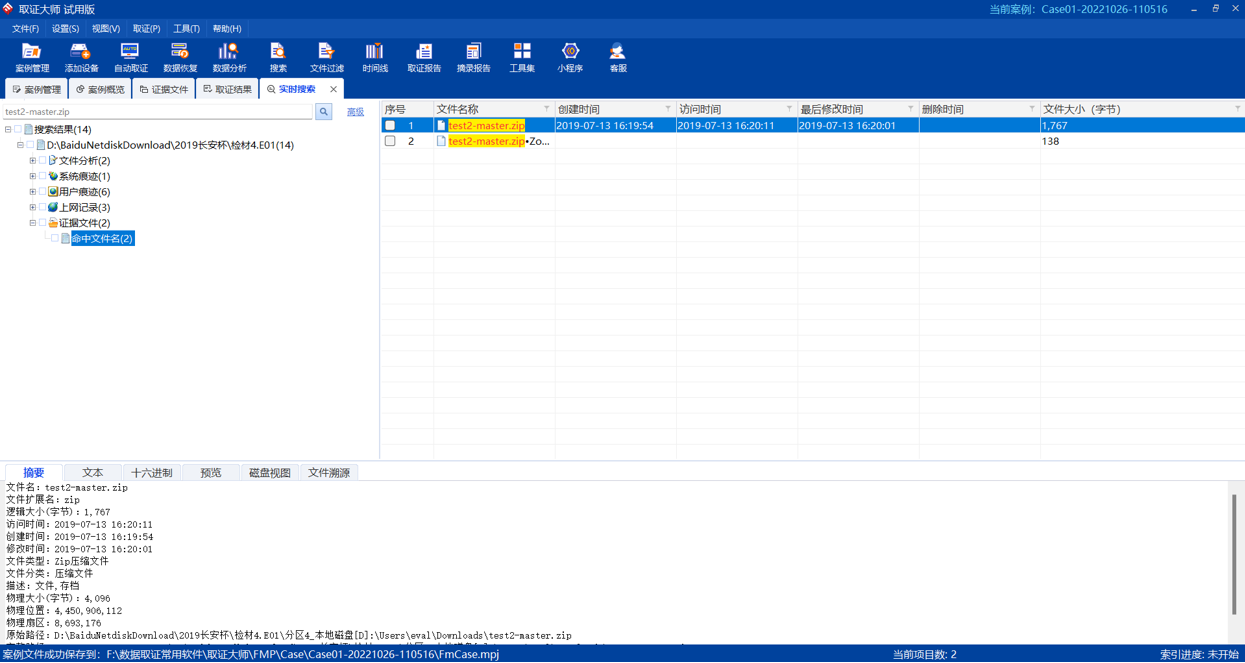 取证大师 试用版
当前案例：Case01-20221026-110516
文件(F) 设置(S) 视图(V) 取证(P) 工具(T) 帮助(H)
案例管理 添加设备 自动取证 数据恢复 数据分析 搜索 文件过滤 时间线 取证报告 摘录报告 工具集 小程序 客服
案例管理 案例概览 证据文件 取证结果 实时搜索
test2-master.zip 高级
搜索结果(14)
D:\BaiduNetdiskDownload\2019长安杯\检材4.E01(14)
文件分析(2)
系统痕迹(1)
用户痕迹(6)
上网记录(3)
证据文件(2)
命中文件名(2)
序号 文件名称 创建时间 访问时间 最后修改时间 删除时间 文件大小（字节）
1 test2-master.zip 2019-07-13 16:19:54 2019-07-13 16:20:11 2019-07-13 16:20:01 1,767
2 test2-master.zip•Zo... 138
摘要 文本 十六进制 预览 磁盘视图 文件溯源
文件名：test2-master.zip
文件扩展名：zip
逻辑大小(字节)：1,767
访问时间：2019-07-13 16:20:11
创建时间：2019-07-13 16:19:54
修改时间：2019-07-13 16:20:01
文件类型：Zip压缩文件
文件分类：压缩文件
描述：文件,存档
物理大小(字节)：4,096
物理位置：4,450,906,112
物理扇区：8,693,176
原始路径：D:\BaiduNetdiskDownload\2019长安杯\检材4.E01\分区4_本地磁盘[D]:\Users\eval\Downloads\test2-master.zip
案例文件成功保存到：F:\数据取证常用软件\取证大师\FMP\Case\Case01-20221026-110516\FmCase.mpj
当前项目数: 2
索引进度: 未开始